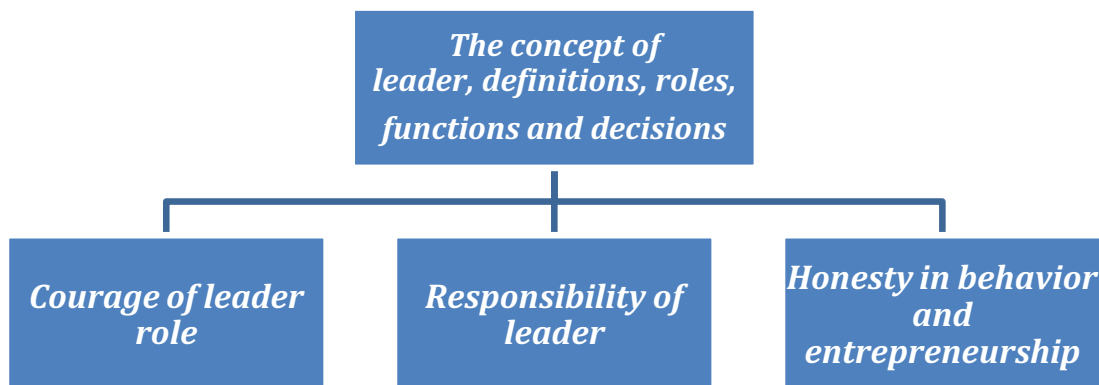 The concept of
leader, definitions, roles,
functions and decisions
Courage of leader
role
Responsibility of
leader
Honesty in behavior
and
entrepreneurship